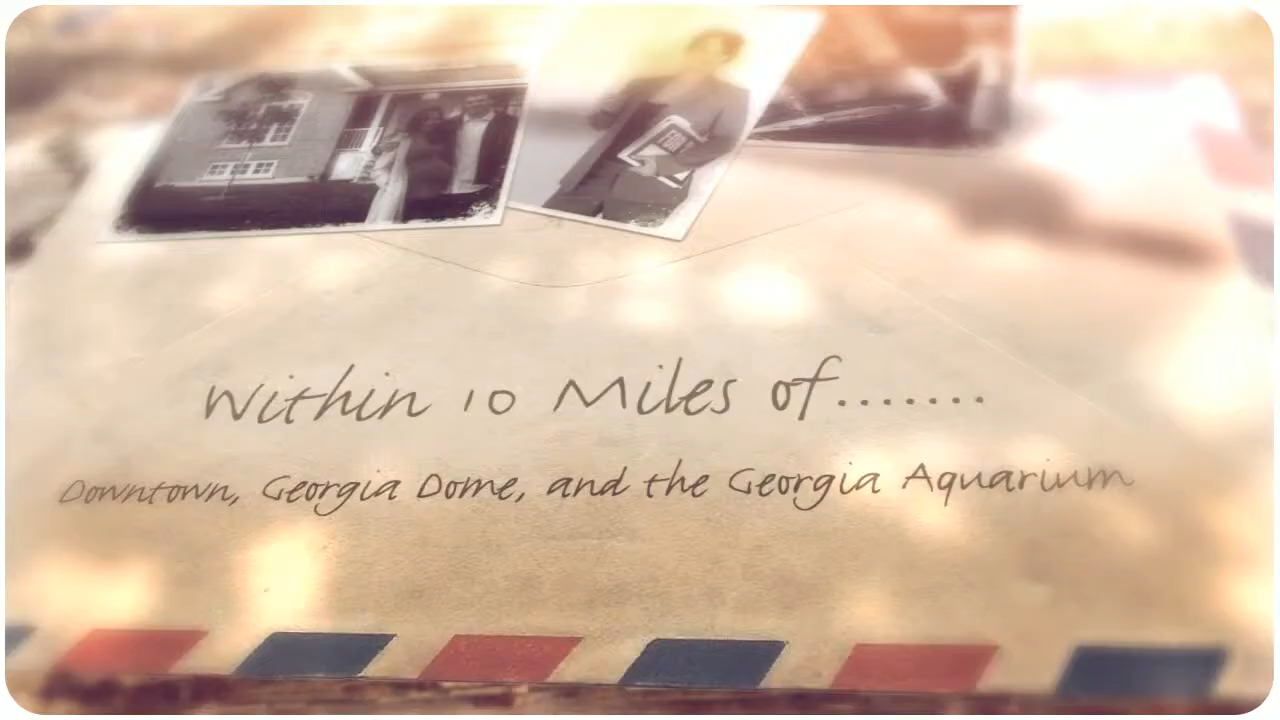 Within 10 Miles of.......
Downtown, Georgia Dome, and the Georgia Aquarium